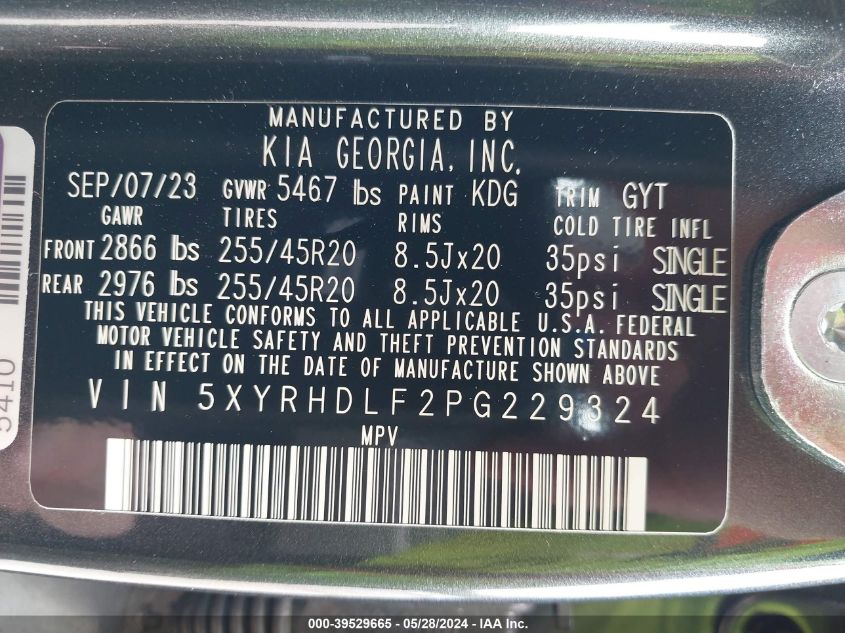 MANUFACTURED BY
KIA GEORGIA, INC.
SEP/07/23 GVWR 5467 lbs PAINT KDG TRIM GYT
GAWR TIRES RIMS COLD TIRE INFL
FRONT 2866 lbs 255/45R20 8.5Jx20 35psi SINGLE
REAR 2976 lbs 255/45R20 8.5Jx20 35psi SINGLE
THIS VEHICLE CONFORMS TO ALL APPLICABLE U.S.A. FEDERAL
MOTOR VEHICLE SAFETY AND THEFT PREVENTION STANDARDS
IN EFFECT ON THE DATE OF MANUFACTURE SHOWN ABOVE
VIN 5XYRHDLF2PG229324
MPV
5410
000-39529665 - 05/28/2024 - IAA Inc.